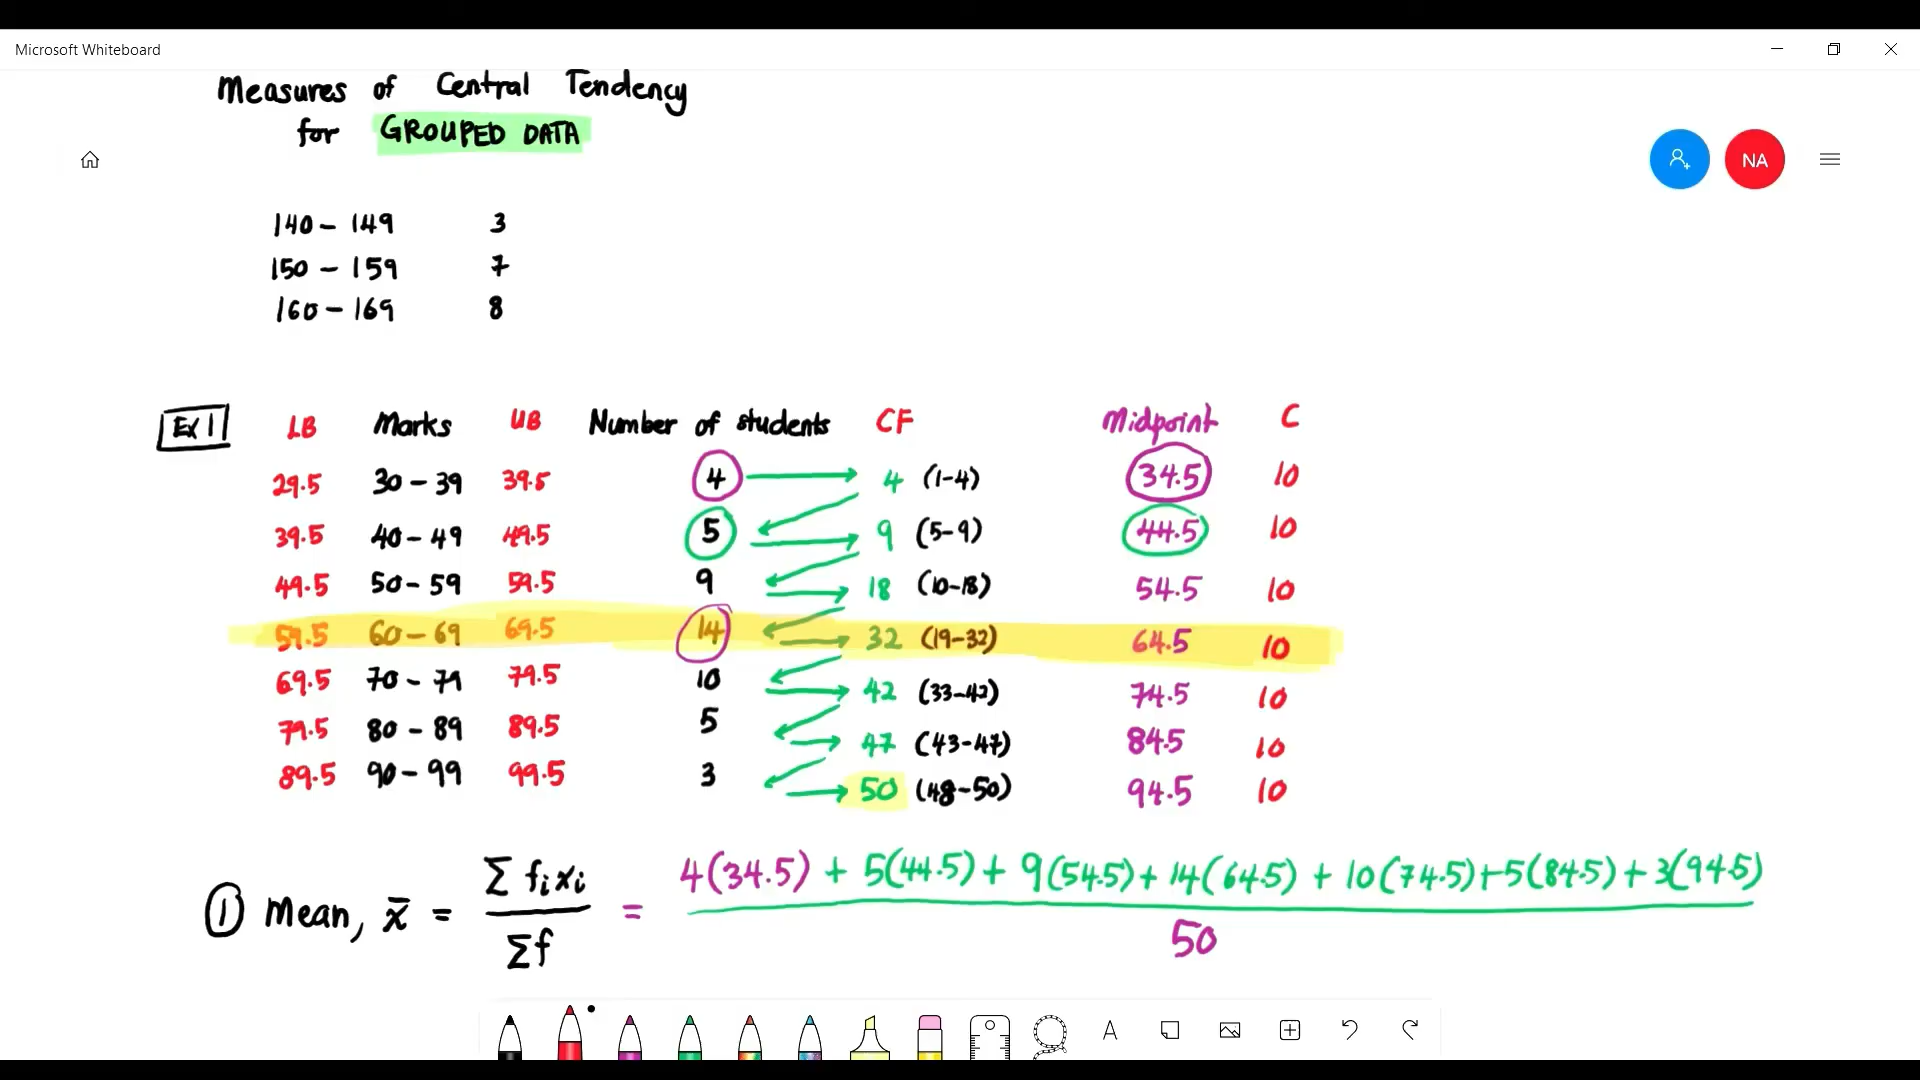 Microsoft Whiteboard
Measures of Central Tendency
for GROUPED DATA
NA
140 – 149 3
150 – 159 7
160 – 169 8
Ex 1 LB Marks UB Number of students CF Midpoint C
29.5 30 – 39 39.5 4 4 (1-4) 34.5 10
39.5 40 – 49 49.5 5 9 (5-9) 44.5 10
49.5 50 – 59 59.5 9 18 (10-18) 54.5 10
59.5 60 – 69 69.5 14 32 (19-32) 64.5 10
69.5 70 – 79 79.5 10 42 (33-42) 74.5 10
79.5 80 – 89 89.5 5 47 (43-47) 84.5 10
89.5 90 – 99 99.5 3 50 (48-50) 94.5 10
① Mean, x̄ = Σ fᵢxᵢ / Σf = 4(34.5) + 5(44.5) + 9(54.5) + 14(64.5) + 10(74.5) + 5(84.5) + 3(94.5) / 50
A